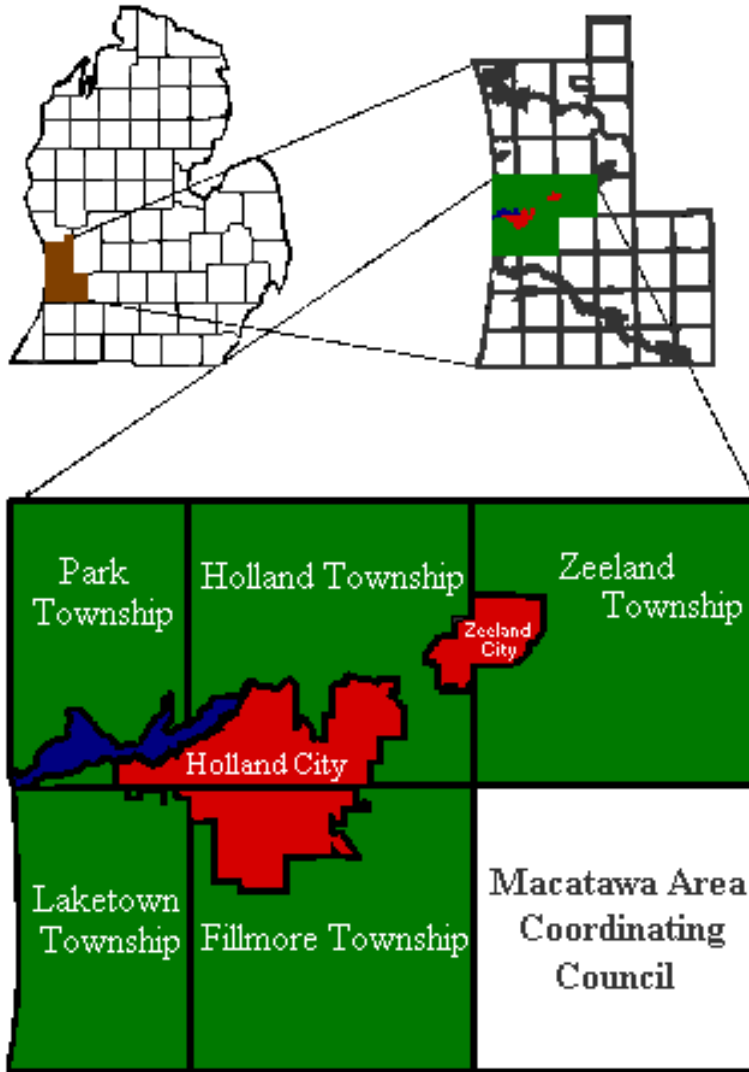 Park
Township
Holland Township
Zeeland
Township
Zeeland
City
Holland City
Laketown
Township
Fillmore Township
Macatawa Area
Coordinating
Council